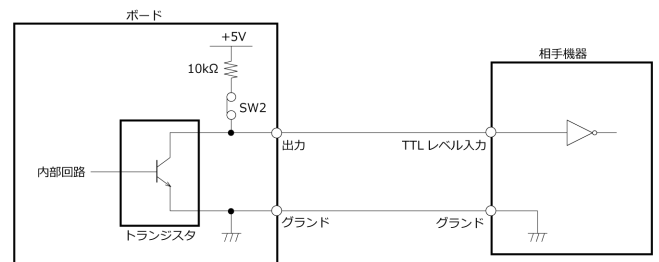 ボード
+5V
相手機器
10kΩ
SW2
出力
TTL レベル入力
内部回路
グランド
グランド
トランジスタ